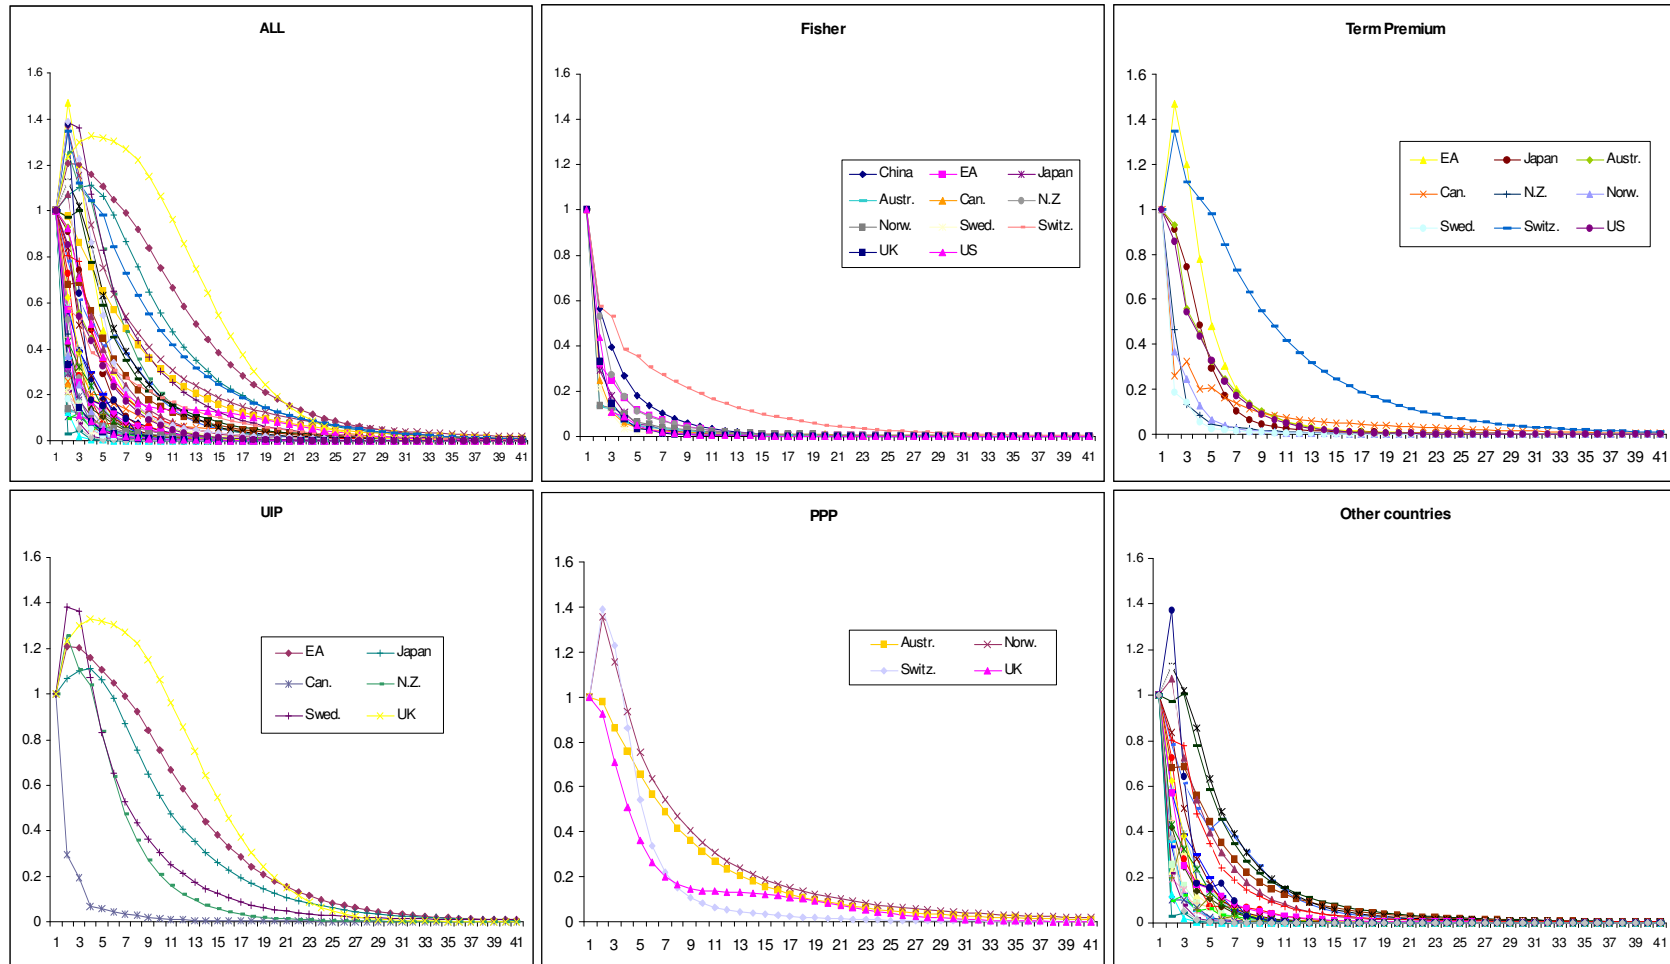 ALL
1.6
1.4
1.2
1
0.8
0.6
0.4
0.2
0
1 3 5 7 9 11 13 15 17 19 21 23 25 27 29 31 33 35 37 39 41
Fisher
1.6
1.4
1.2
1
0.8
0.6
0.4
0.2
0
China EA Japan
Austr. Can. N.Z
Norw. Swed. Switz.
UK US
1 3 5 7 9 11 13 15 17 19 21 23 25 27 29 31 33 35 37 39 41
Term Premium
1.6
1.4
1.2
1
0.8
0.6
0.4
0.2
0
EA Japan Austr.
Can. N.Z. Norw.
Swed. Switz. US
1 3 5 7 9 11 13 15 17 19 21 23 25 27 29 31 33 35 37 39 41
UIP
1.6
1.4
1.2
1
0.8
0.6
0.4
0.2
0
EA Japan
Can. N.Z.
Swed. UK
1 3 5 7 9 11 13 15 17 19 21 23 25 27 29 31 33 35 37 39 41
PPP
1.6
1.4
1.2
1
0.8
0.6
0.4
0.2
0
Austr. Norw.
Switz. UK
1 3 5 7 9 11 13 15 17 19 21 23 25 27 29 31 33 35 37 39 41
Other countries
1.6
1.4
1.2
1
0.8
0.6
0.4
0.2
0
1 3 5 7 9 11 13 15 17 19 21 23 25 27 29 31 33 35 37 39 41